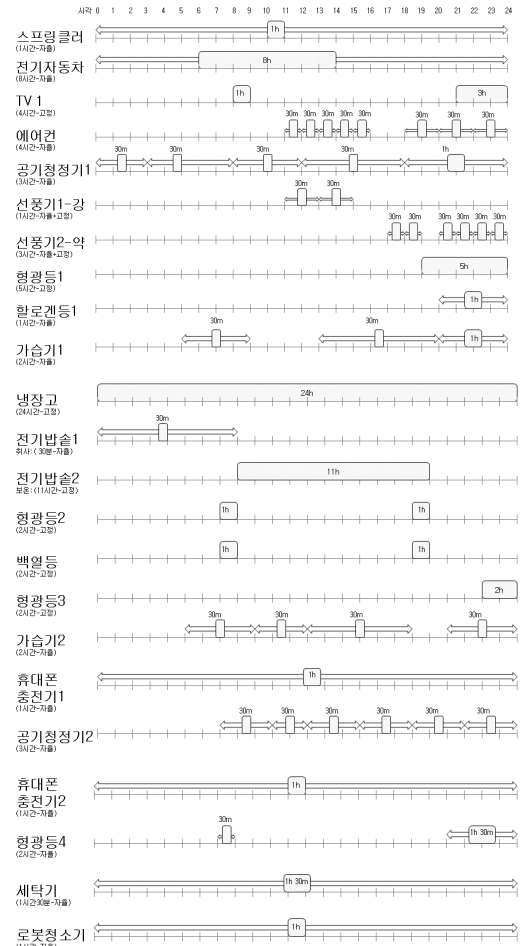 시각 0 1 2 3 4 5 6 7 8 9 10 11 12 13 14 15 16 17 18 19 20 21 22 23 24
스프링클러 1h
(1시간-자율)
전기자동차 8h
(8시간-자율)
TV 1 1h 3h
(4시간-고정)
에어컨 30m 30m 30m 30m 30m 30m 30m 30m
(4시간-자율)
공기청정기1 30m 30m 30m 30m 1h
(3시간-자율)
선풍기1-강 30m 30m
(1시간-자율+고정)
선풍기2-약 30m 30m 30m 30m 30m 30m
(3시간-자율+고정)
형광등1 5h
(5시간-고정)
할로겐등1 1h
(1시간-자율)
가습기1 30m 30m 1h
(2시간-자율)
냉장고 24h
(24시간-고정)
전기밥솥1 30m
취사:( 30분-자율)
전기밥솥2 11h
보온:(11시간-고정)
형광등2 1h 1h
(2시간-고정)
백열등 1h 1h
(2시간-고정)
형광등3 2h
(2시간-고정)
가습기2 30m 30m 30m 30m
(2시간-자율)
휴대폰 1h
충전기1
(1시간-자율)
공기청정기2 30m 30m 30m 30m 30m 30m
(3시간-자율)
휴대폰 1h
충전기2
(1시간-자율)
형광등4 30m 1h 30m
(2시간-자율)
세탁기 1h 30m
(1시간30분-자율)
로봇청소기 1h